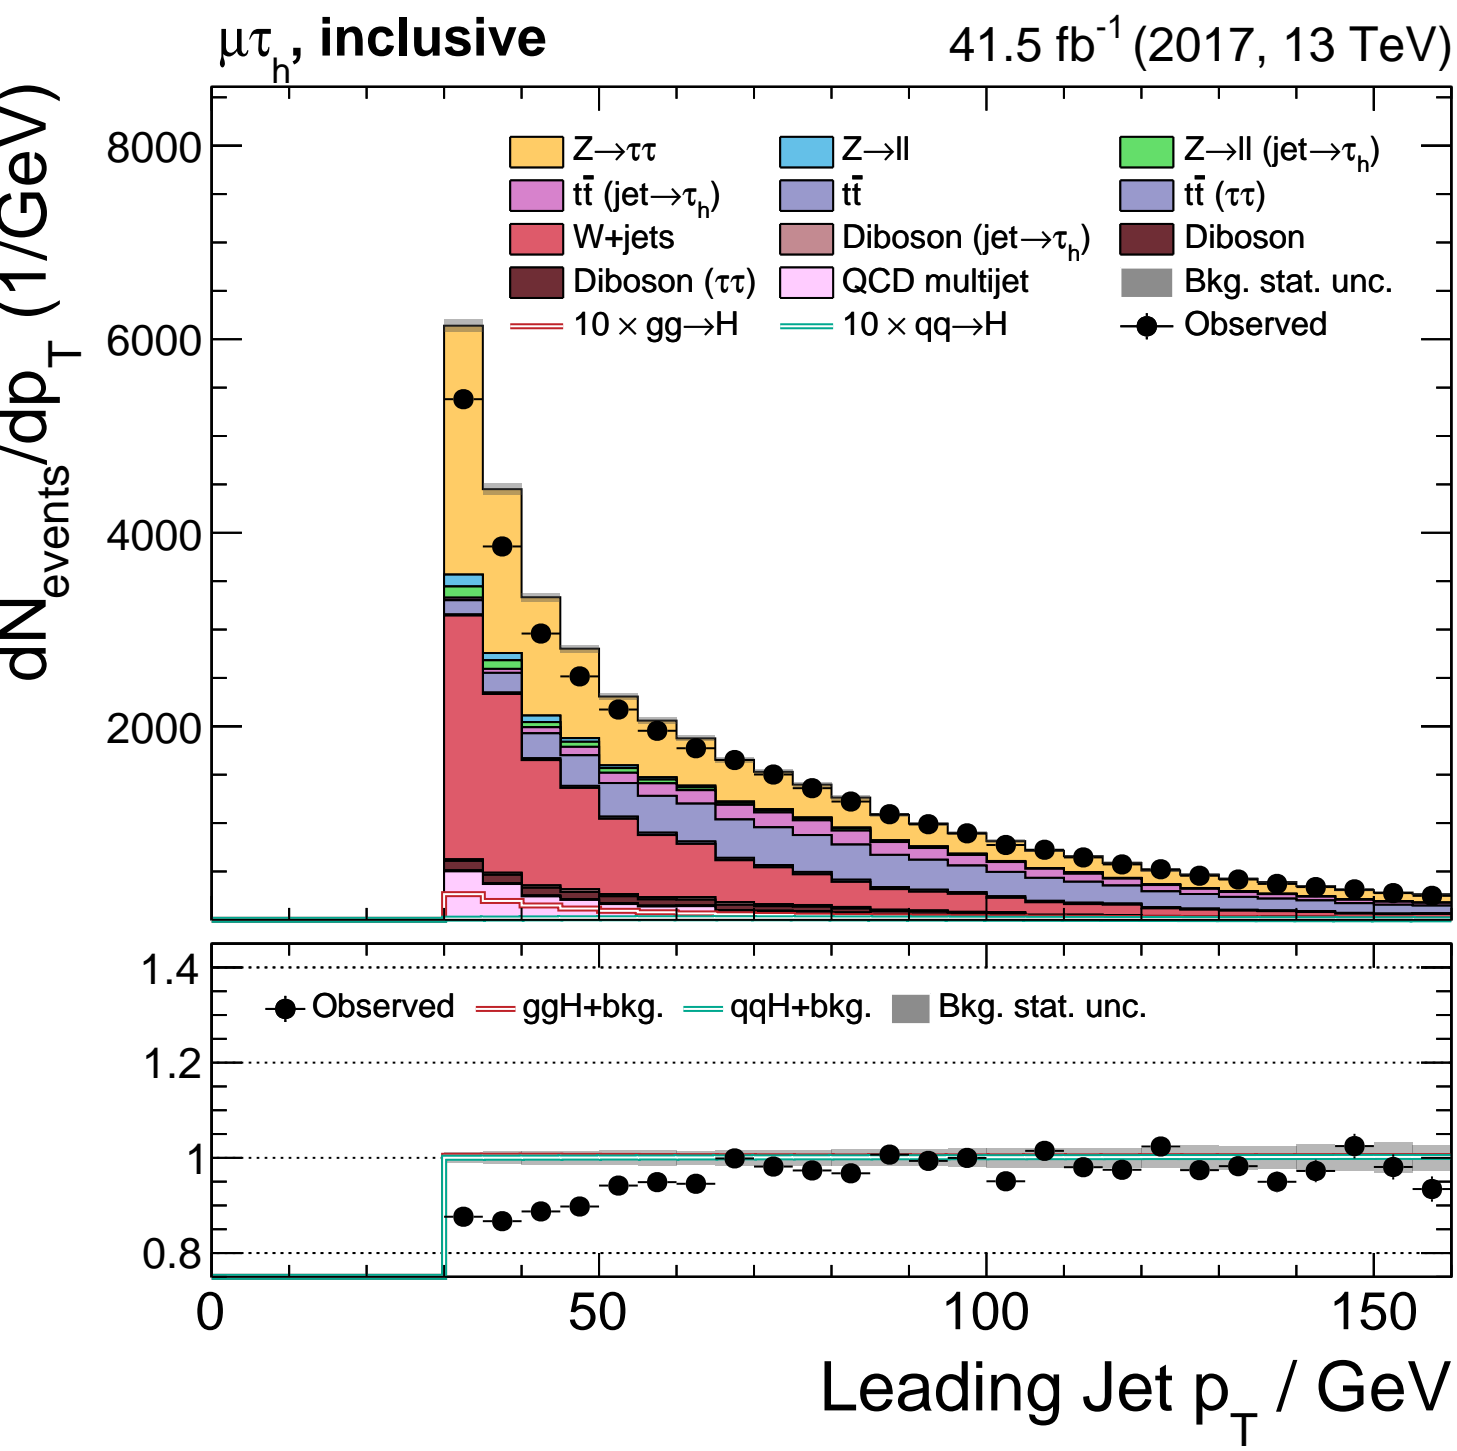 μτh, inclusive
41.5 fb-1 (2017, 13 TeV)
dNevents/dpT (1/GeV)
8000
6000
4000
2000
Z→ττ
Z→ll
Z→ll (jet→τh)
tt̄ (jet→τh)
tt̄
tt̄ (ττ)
W+jets
Diboson (jet→τh)
Diboson
Diboson (ττ)
QCD multijet
Bkg. stat. unc.
10 × gg→H
10 × qq→H
Observed
1.4
1.2
1
0.8
Observed
ggH+bkg.
qqH+bkg.
Bkg. stat. unc.
0
50
100
150
Leading Jet pT / GeV